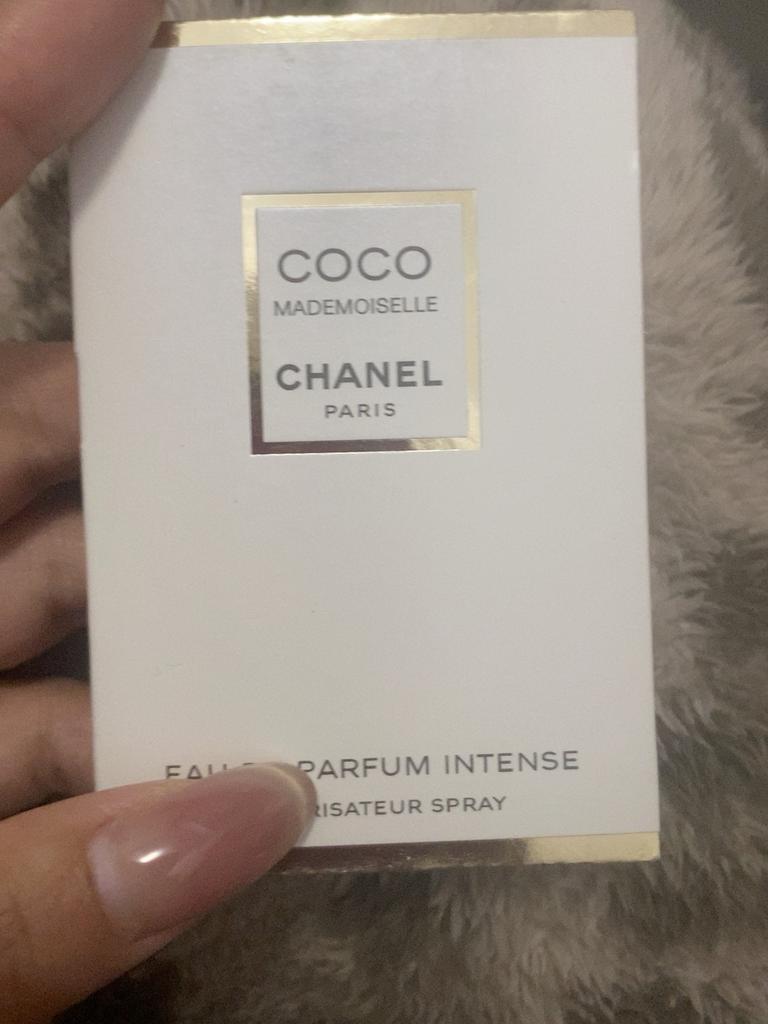 COCO
MADEMOISELLE
CHANEL
PARIS
EAU PARFUM INTENSE
SPRAY